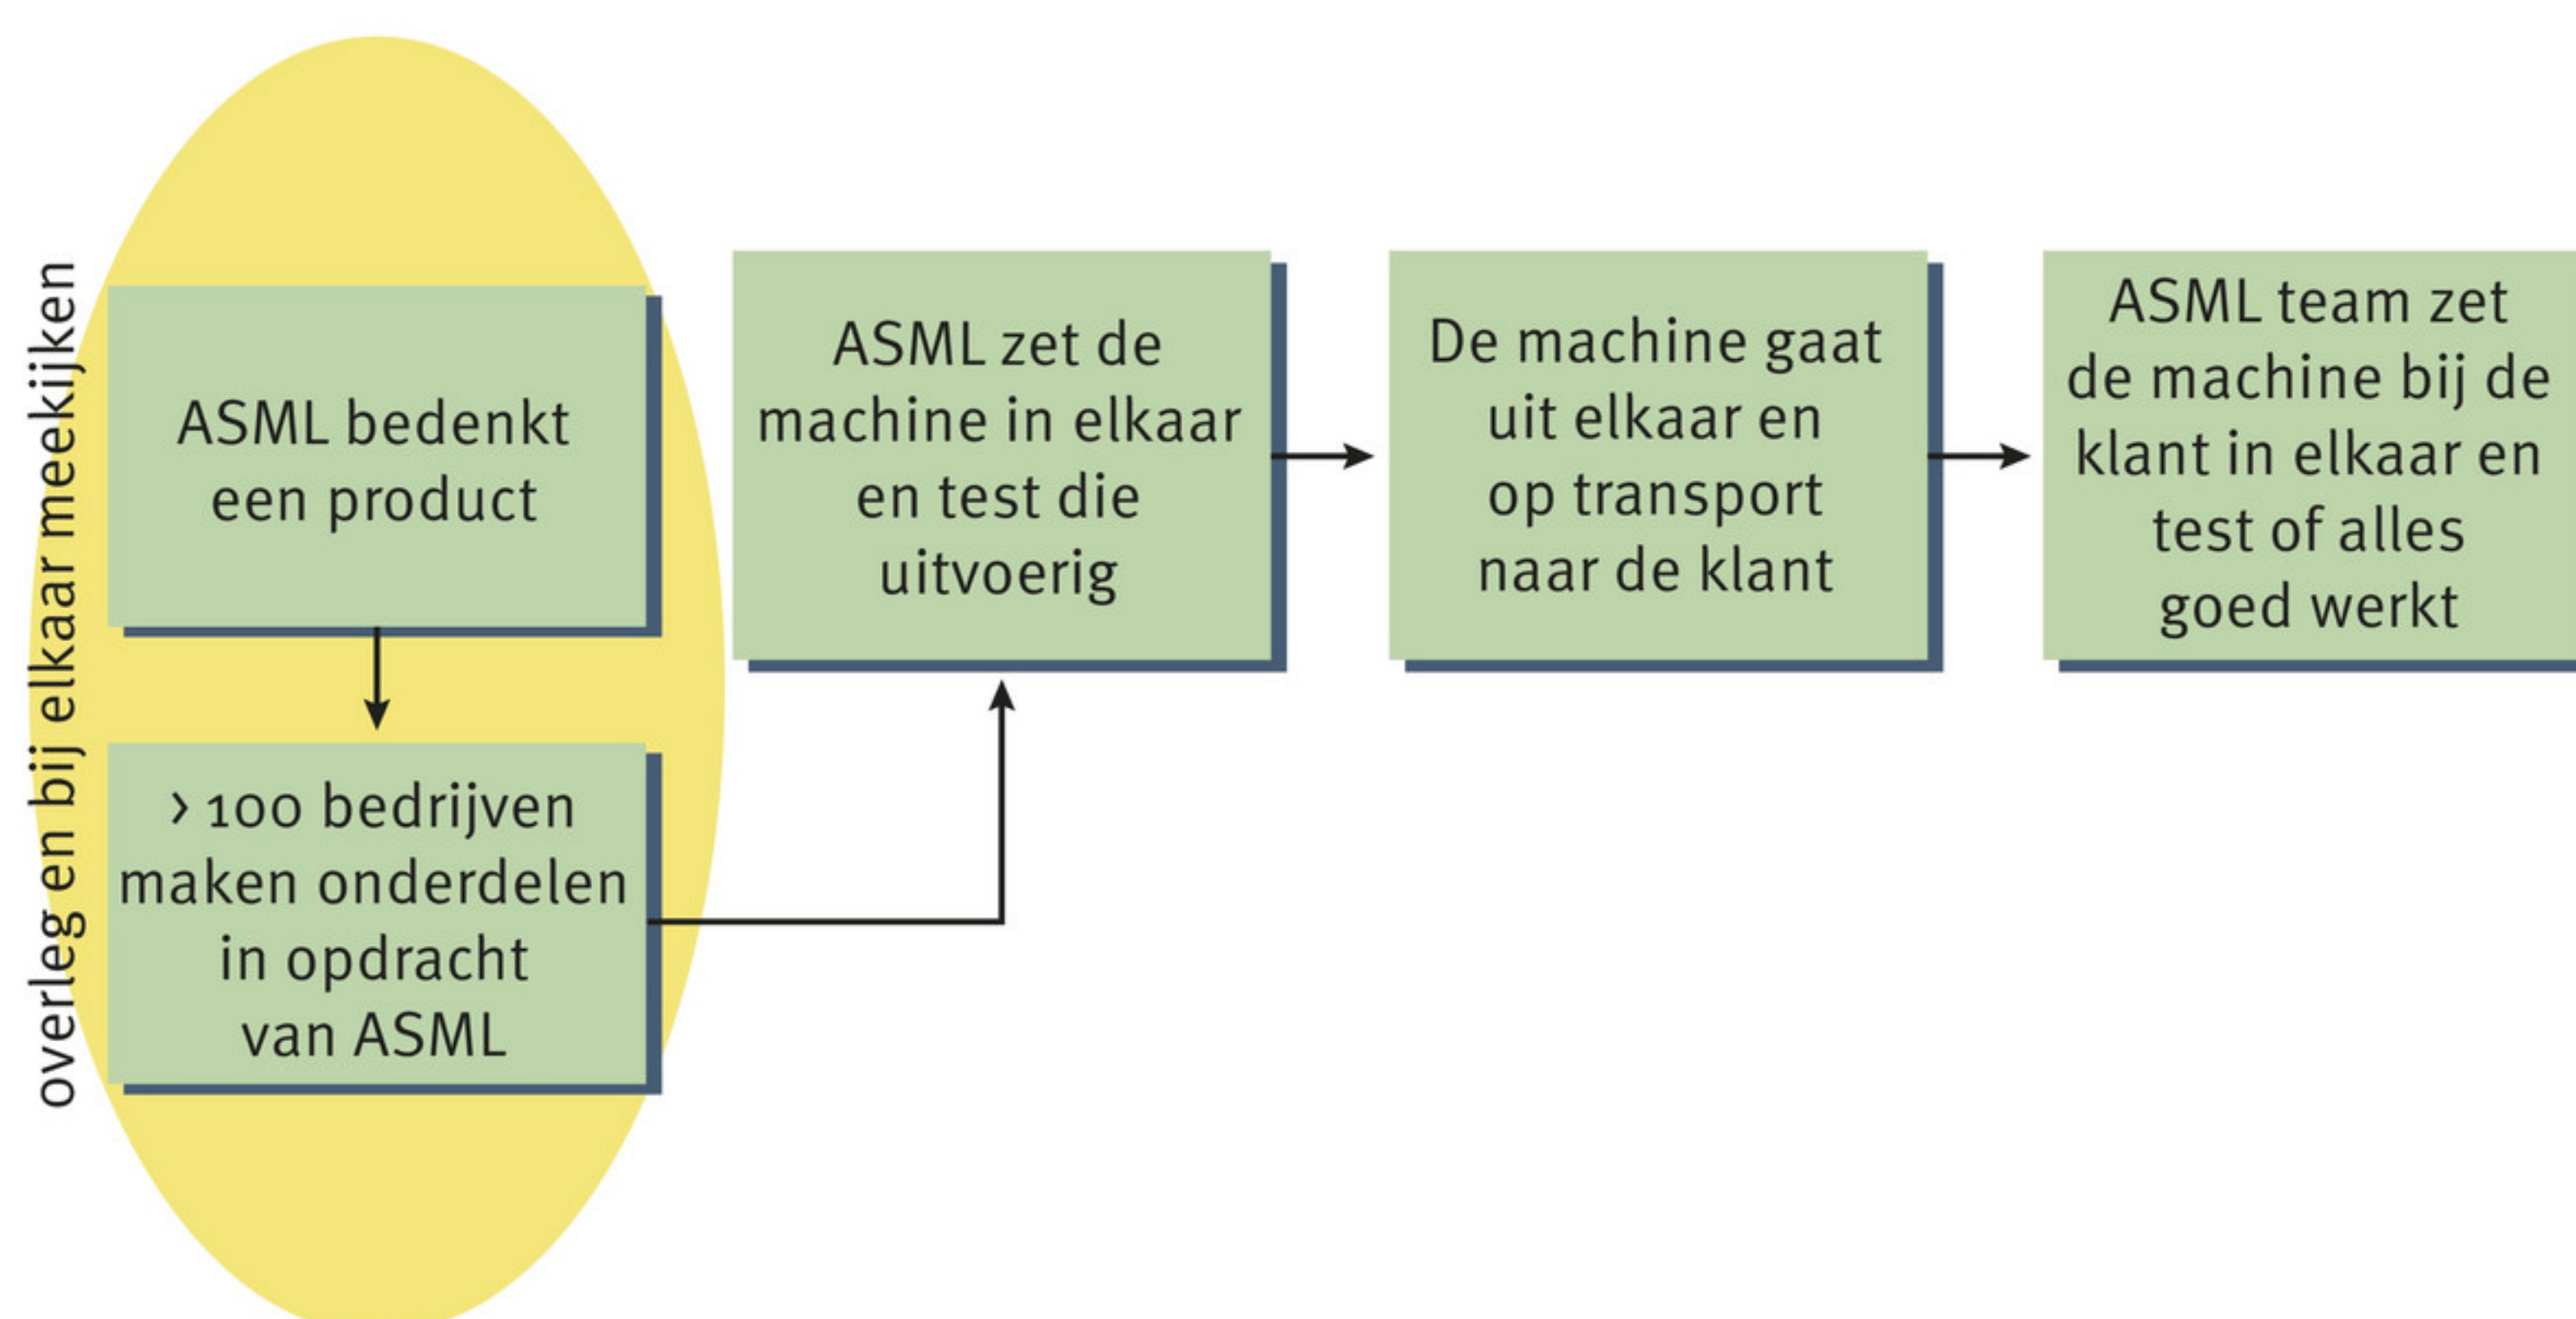 overleg en bij elkaar meekijken
ASML bedenkt
een product
> 100 bedrijven
maken onderdelen
in opdracht
van ASML
ASML zet de
machine in elkaar
en test die
uitvoerig
De machine gaat
uit elkaar en
op transport
naar de klant
ASML team zet
de machine bij de
klant in elkaar en
test of alles
goed werkt